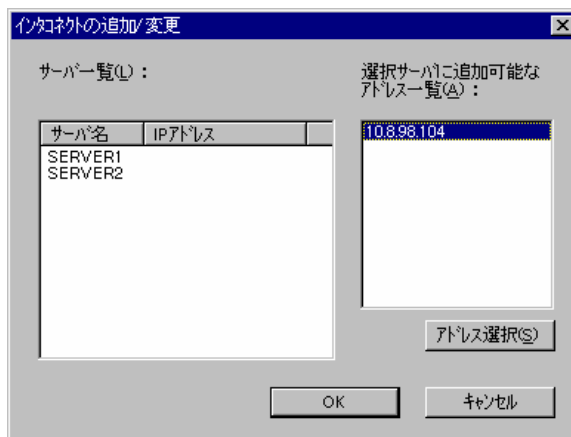 インタコネクトの追加/変更
サーバ一覧(L)：
選択サーバに追加可能な
アドレス一覧(A)：
サーバ名 IPアドレス
10.8.98.104
SERVER1
SERVER2
アドレス選択(S)
OK キャンセル